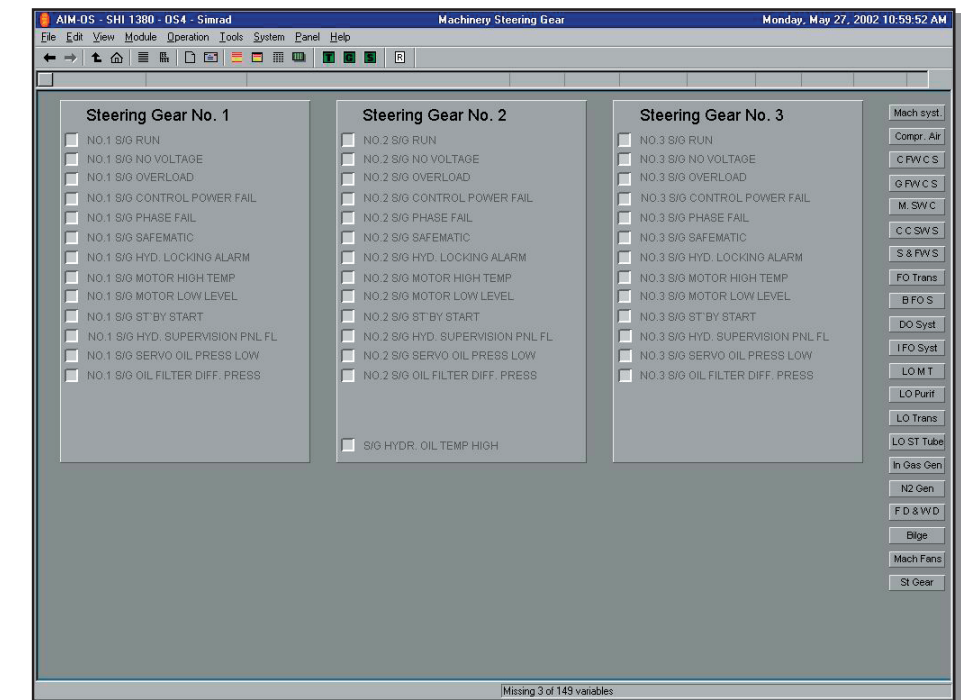 AIM-OS - SHI 1380 - OS4 - Simrad Machinery Steering Gear Monday, May 27, 2002 10:59:52 AM
File Edit View Module Operation Tools System Panel Help
T G S R
Steering Gear No. 1
NO.1 S/G RUN
NO.1 S/G NO VOLTAGE
NO.1 S/G OVERLOAD
NO.1 S/G CONTROL POWER FAIL
NO.1 S/G PHASE FAIL
NO.1 S/G SAFEMATIC
NO.1 S/G HYD. LOCKING ALARM
NO.1 S/G MOTOR HIGH TEMP
NO.1 S/G MOTOR LOW LEVEL
NO.1 S/G ST'BY START
NO.1 S/G HYD. SUPERVISION PNL FL
NO.1 S/G SERVO OIL PRESS LOW
NO.1 S/G OIL FILTER DIFF. PRESS
Steering Gear No. 2
NO.2 S/G RUN
NO.2 S/G NO VOLTAGE
NO.2 S/G OVERLOAD
NO.2 S/G CONTROL POWER FAIL
NO.2 S/G PHASE FAIL
NO.2 S/G SAFEMATIC
NO.2 S/G HYD. LOCKING ALARM
NO.2 S/G MOTOR HIGH TEMP
NO.2 S/G MOTOR LOW LEVEL
NO.2 S/G ST'BY START
NO.2 S/G HYD. SUPERVISION PNL FL
NO.2 S/G SERVO OIL PRESS LOW
NO.2 S/G OIL FILTER DIFF. PRESS
S/G HYDR. OIL TEMP HIGH
Steering Gear No. 3
NO.3 S/G RUN
NO.3 S/G NO VOLTAGE
NO.3 S/G OVERLOAD
NO.3 S/G CONTROL POWER FAIL
NO.3 S/G PHASE FAIL
NO.3 S/G SAFEMATIC
NO.3 S/G HYD. LOCKING ALARM
NO.3 S/G MOTOR HIGH TEMP
NO.3 S/G MOTOR LOW LEVEL
NO.3 S/G ST'BY START
NO.3 S/G HYD. SUPERVISION PNL FL
NO.3 S/G SERVO OIL PRESS LOW
NO.3 S/G OIL FILTER DIFF. PRESS
Mach syst.
Compr. Air
C FW C S
G FW C S
M. SW C
C C SW S
S & FW S
FO Trans
B FO S
DO Syst
I FO Syst
LO M T
LO Purif
LO Trans
LO ST Tube
In Gas Gen
N2 Gen
F D & W D
Bilge
Mach Fans
St Gear
Missing 3 of 149 variables